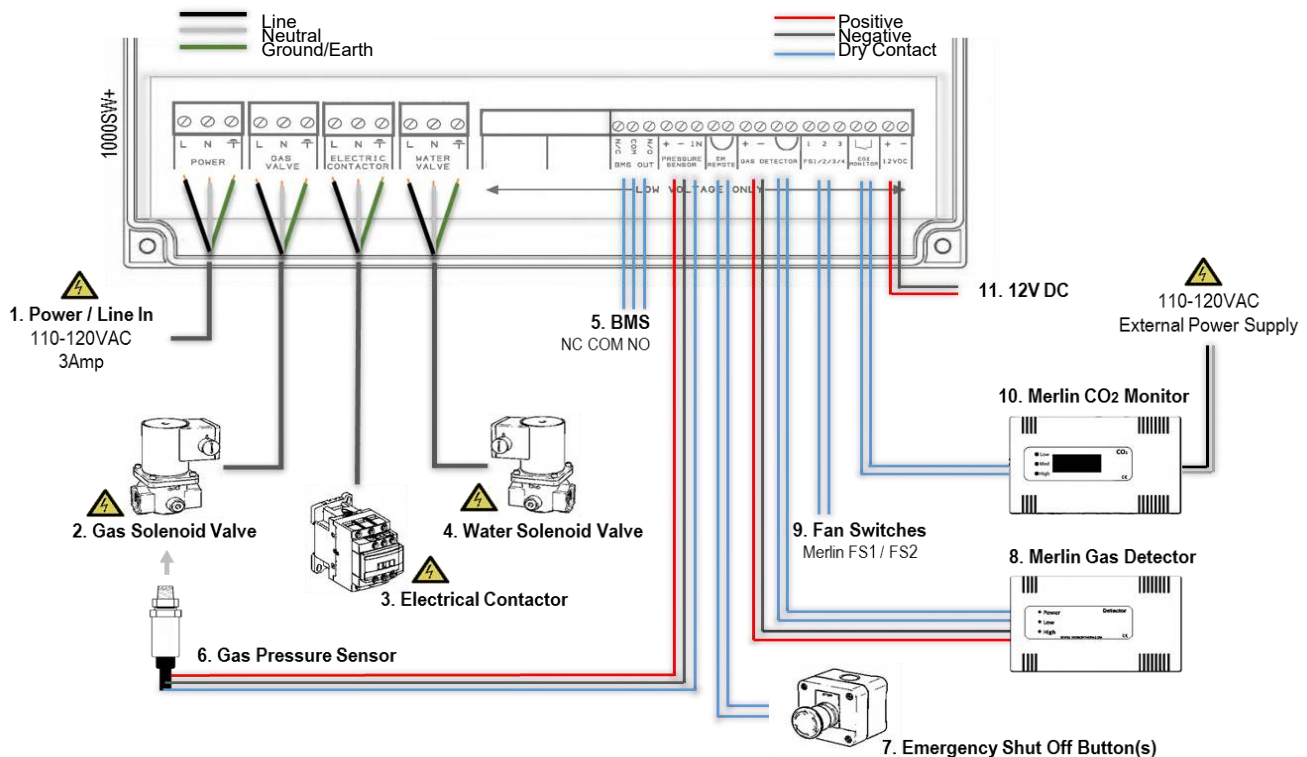 Line
Neutral
Ground/Earth
Positive
Negative
Dry Contact
1000SW+
L N
POWER
L N
GAS
VALVE
L N
ELECTRIC
CONTACTOR
L N
WATER
VALVE
N/C COM N/O
BMS OUT
+ - IN
PRESSURE
SENSOR
EM
REMOTE
+ -
GAS DETECTOR
1 2 3
FS1/2/3/4
CO2
MONITOR
+ -
12VDC
LOW VOLTAGE ONLY
1. Power / Line In
110-120VAC
3Amp
5. BMS
NC COM NO
11. 12V DC
110-120VAC
External Power Supply
10. Merlin CO2 Monitor
Low
Med
High
CO2
CE
2. Gas Solenoid Valve
4. Water Solenoid Valve
3. Electrical Contactor
9. Fan Switches
Merlin FS1 / FS2
8. Merlin Gas Detector
Power
Low
High
Detector
CE
6. Gas Pressure Sensor
7. Emergency Shut Off Button(s)